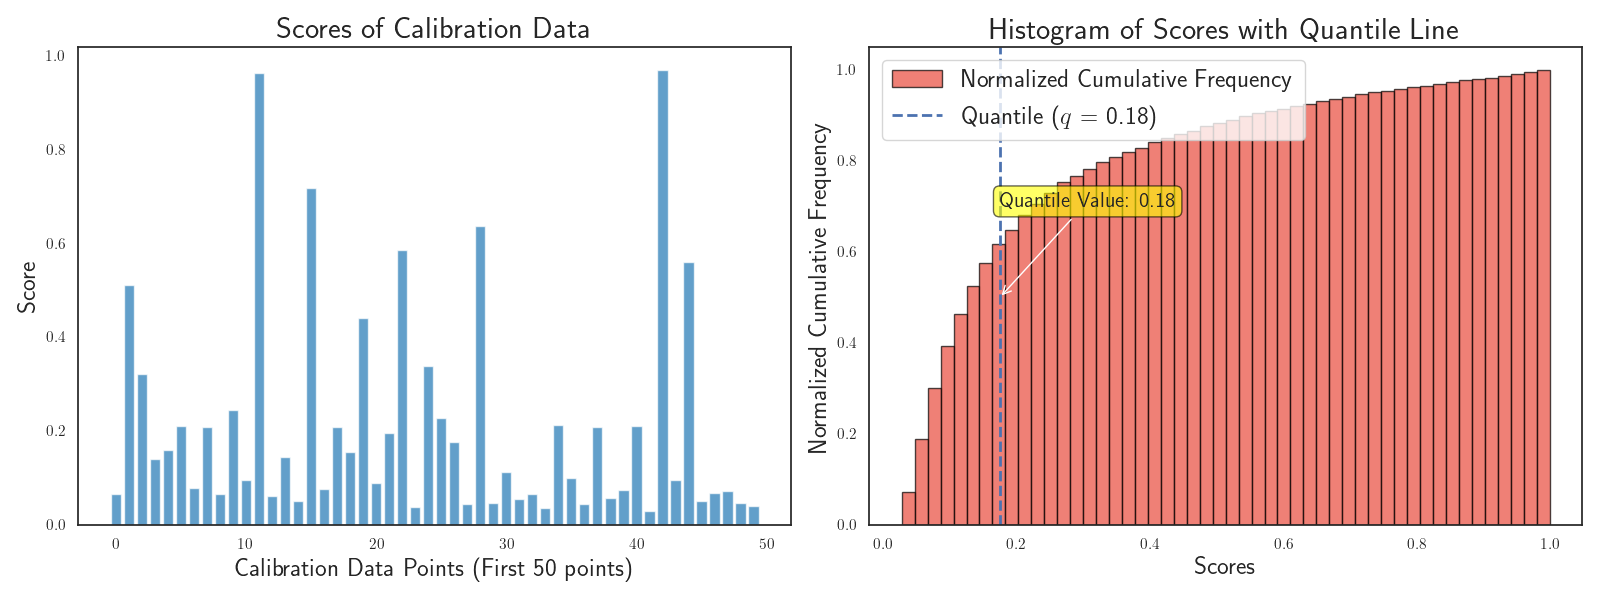 Scores of Calibration Data
Score
1.0
0.8
0.6
0.4
0.2
0.0
0
10
20
30
40
50
Calibration Data Points (First 50 points)
Histogram of Scores with Quantile Line
Normalized Cumulative Frequency
Quantile (q = 0.18)
Quantile Value: 0.18
Normalized Cumulative Frequency
1.0
0.8
0.6
0.4
0.2
0.0
0.0
0.2
0.4
0.6
0.8
1.0
Scores